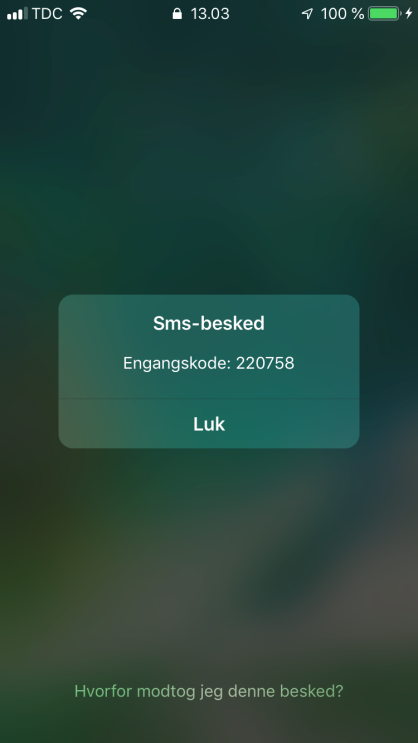 TDC 13.03 100 %
Sms-besked
Engangskode: 220758
Luk
Hvorfor modtog jeg denne besked?